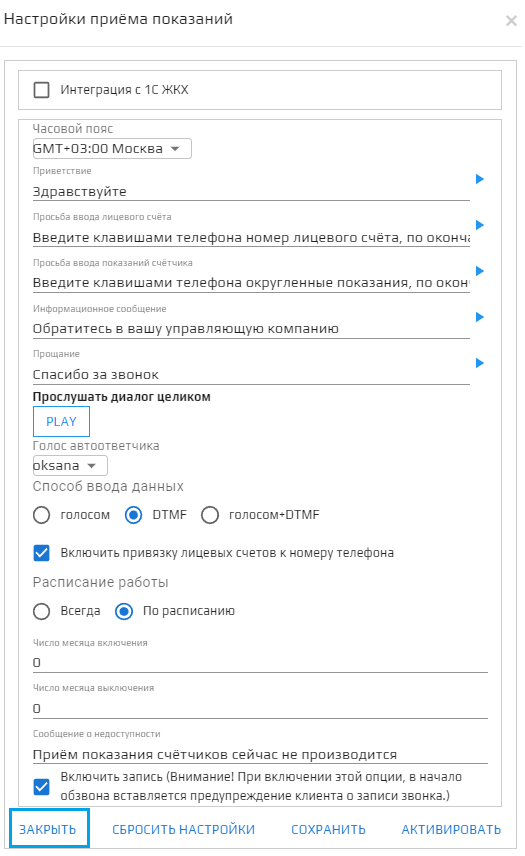 Настройки приёма показаний
Интеграция с 1С ЖКХ
Часовой пояс
GMT+03:00 Москва
Приветствие
Здравствуйте
Просьба ввода лицевого счёта
Введите клавишами телефона номер лицевого счёта, по оконча
Просьба ввода показаний счётчика
Введите клавишами телефона округленные показания, по окон
Информационное сообщение
Обратитесь в вашу управляющую компанию
Прощание
Спасибо за звонок
Прослушать диалог целиком
PLAY
Голос автоответчика
oksana
Способ ввода данных
голосом DTMF голосом+DTMF
Включить привязку лицевых счетов к номеру телефона
Расписание работы
Всегда По расписанию
Число месяца включения
0
Число месяца выключения
0
Сообщение о недоступности
Приём показания счётчиков сейчас не производится
Включить запись (Внимание! При включении этой опции, в начало
обзвона вставляется предупреждение клиента о записи звонка.)
ЗАКРЫТЬ СБРОСИТЬ НАСТРОЙКИ СОХРАНИТЬ АКТИВИРОВАТЬ